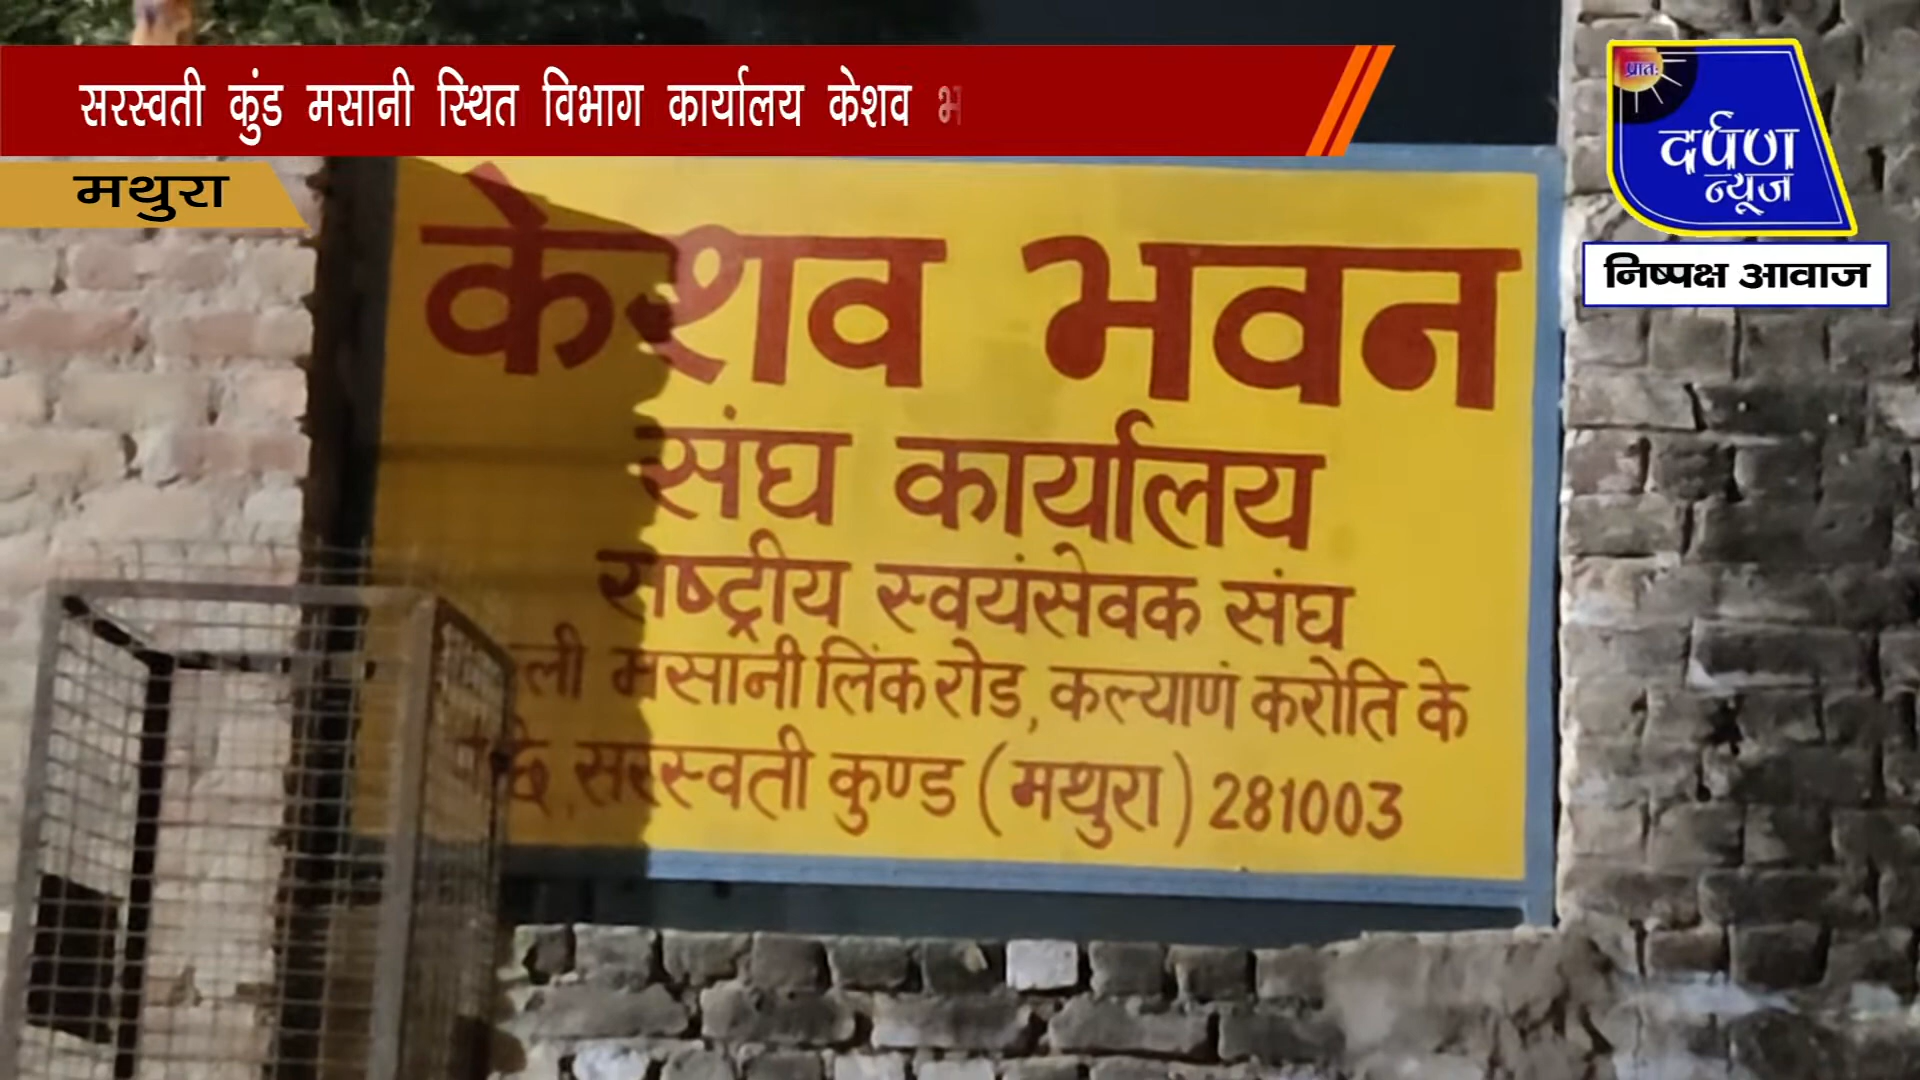 सरस्वती कुंड मसानी स्थित विभाग कार्यालय केशव
मथुरा
प्रातः
दर्पण
न्यूज
निष्पक्ष आवाज
केशव भवन
संघ कार्यालय
राष्ट्रीय स्वयंसेवक संघ
मसानी लिंक रोड, कल्याणं करोति के
सरस्वती कुण्ड (मथुरा) 281003